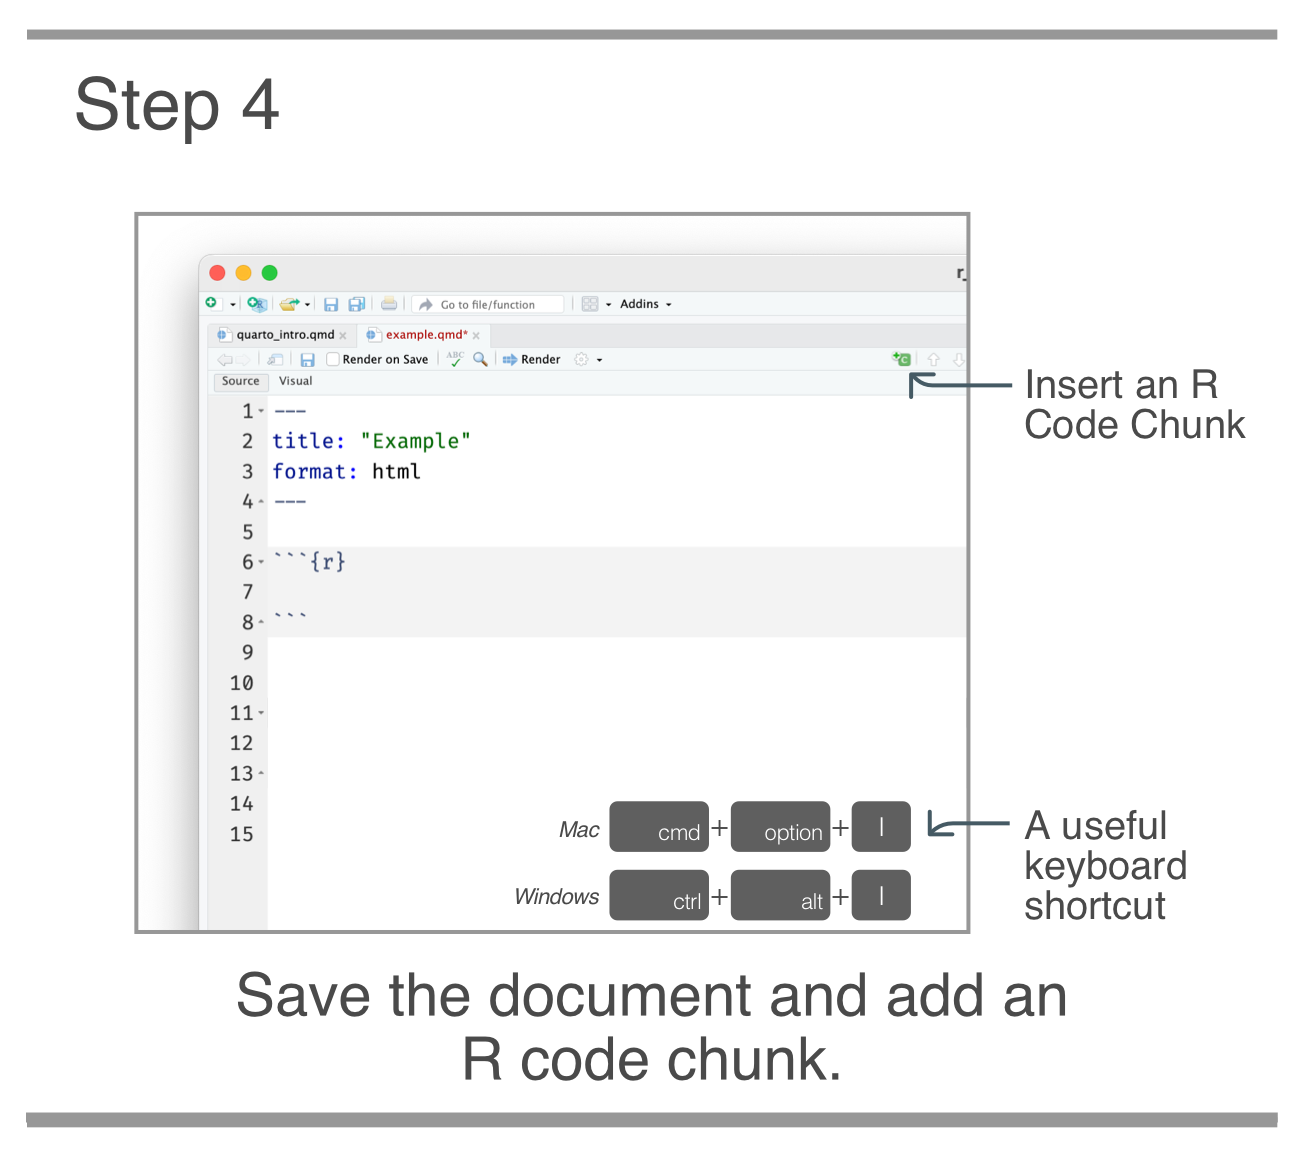 Step 4
r_
Go to file/function
Addins
quarto_intro.qmd
example.qmd*
Render on Save
ABC
Render
C
Source
Visual
Insert an R
Code Chunk
1 ---
2 title: "Example"
3 format: html
4 ---
5
6 ```{r}
7
8 ```
9
10
11
12
13
14
15
Mac cmd + option + I
Windows ctrl + alt + I
A useful
keyboard
shortcut
Save the document and add an
R code chunk.